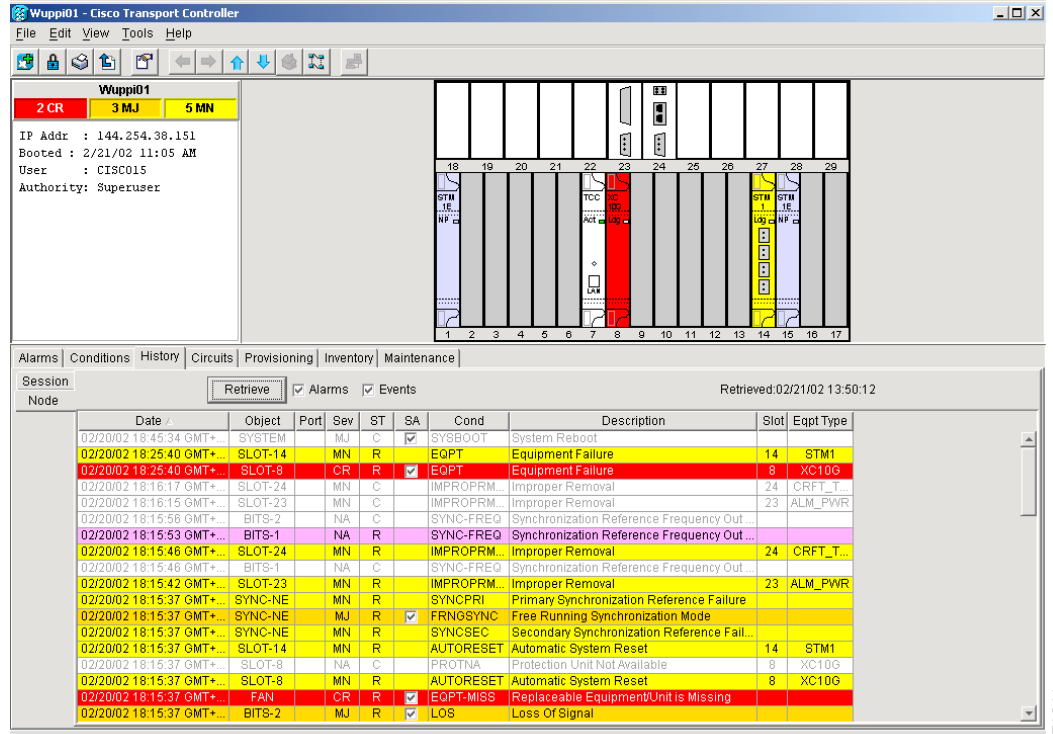 Wuppi01 - Cisco Transport Controller
File Edit View Tools Help
Wuppi01
2 CR 3 MJ 5 MN
IP Addr : 144.254.38.151
Booted : 2/21/02 11:05 AM
User : CISCO15
Authority: Superuser
18 19 20 21 22 23 24 25 26 27 28 29
STM 1E NP
TCC Act LAN
XC 10G Ldg
STM 1 Ldg
STM 1E NP
1 2 3 4 5 6 7 8 9 10 11 12 13 14 15 16 17
Alarms Conditions History Circuits Provisioning Inventory Maintenance
Session
Node
Retrieve Alarms Events Retrieved:02/21/02 13:50:12
Date Object Port Sev ST SA Cond Description Slot Eqpt Type
02/20/02 18:45:34 GMT+... SYSTEM MJ C SYSBOOT System Reboot
02/20/02 18:25:40 GMT+... SLOT-14 MN R EQPT Equipment Failure 14 STM1
02/20/02 18:25:40 GMT+... SLOT-8 CR R EQPT Equipment Failure 8 XC10G
02/20/02 18:16:17 GMT+... SLOT-24 MN C IMPROPRM... Improper Removal 24 CRFT_T...
02/20/02 18:16:15 GMT+... SLOT-23 MN C IMPROPRM... Improper Removal 23 ALM_PWR
02/20/02 18:15:56 GMT+... BITS-2 NA C SYNC-FREQ Synchronization Reference Frequency Out ...
02/20/02 18:15:53 GMT+... BITS-1 NA R SYNC-FREQ Synchronization Reference Frequency Out ...
02/20/02 18:15:46 GMT+... SLOT-24 MN R IMPROPRM... Improper Removal 24 CRFT_T...
02/20/02 18:15:46 GMT+... BITS-1 NA C SYNC-FREQ Synchronization Reference Frequency Out ...
02/20/02 18:15:42 GMT+... SLOT-23 MN R IMPROPRM... Improper Removal 23 ALM_PWR
02/20/02 18:15:37 GMT+... SYNC-NE MN R SYNCPRI Primary Synchronization Reference Failure
02/20/02 18:15:37 GMT+... SYNC-NE MJ R FRNGSYNC Free Running Synchronization Mode
02/20/02 18:15:37 GMT+... SYNC-NE MN R SYNCSEC Secondary Synchronization Reference Fail...
02/20/02 18:15:37 GMT+... SLOT-14 MN R AUTORESET Automatic System Reset 14 STM1
02/20/02 18:15:37 GMT+... SLOT-8 NA C PROTNA Protection Unit Not Available 8 XC10G
02/20/02 18:15:37 GMT+... SLOT-8 MN R AUTORESET Automatic System Reset 8 XC10G
02/20/02 18:15:37 GMT+... FAN CR R EQPT-MISS Replaceable Equipment/Unit is Missing
02/20/02 18:15:37 GMT+... BITS-2 MJ R LOS Loss Of Signal